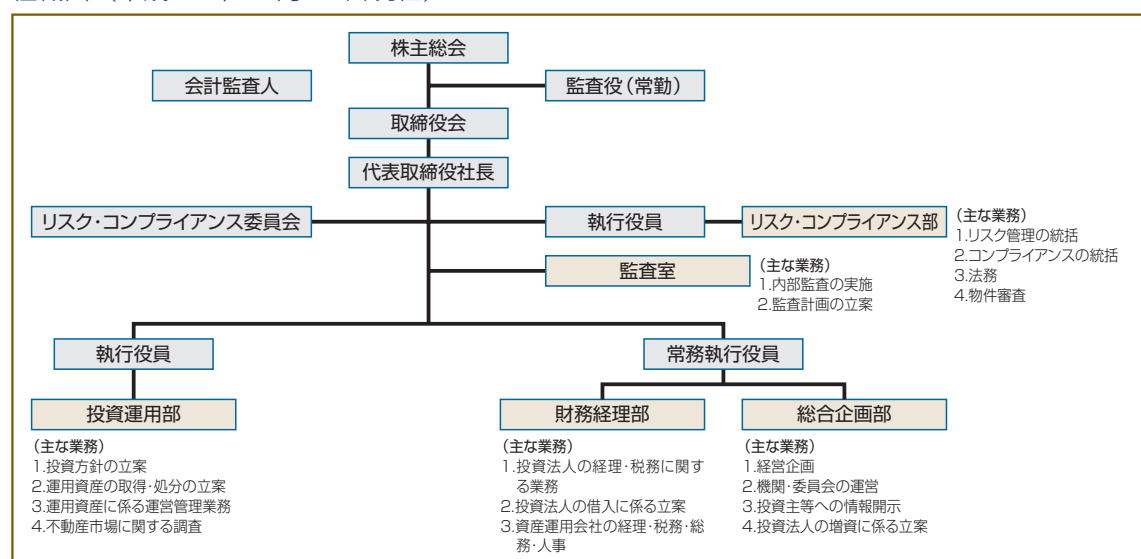 株主総会
会計監査人
監査役(常勤)
取締役会
代表取締役社長
リスク・コンプライアンス委員会
執行役員
リスク・コンプライアンス部
(主な業務)
1.リスク管理の統括
2.コンプライアンスの統括
3.法務
4.物件審査
監査室
(主な業務)
1.内部監査の実施
2.監査計画の立案
執行役員
常務執行役員
投資運用部
(主な業務)
1.投資方針の立案
2.運用資産の取得・処分の立案
3.運用資産に係る運営管理業務
4.不動産市場に関する調査
財務経理部
(主な業務)
1.投資法人の経理・税務に関す
る業務
2.投資法人の借入に係る立案
3.資産運用会社の経理・税務・総
務・人事
総合企画部
(主な業務)
1.経営企画
2.機関・委員会の運営
3.投資主等への情報開示
4.投資法人の増資に係る立案